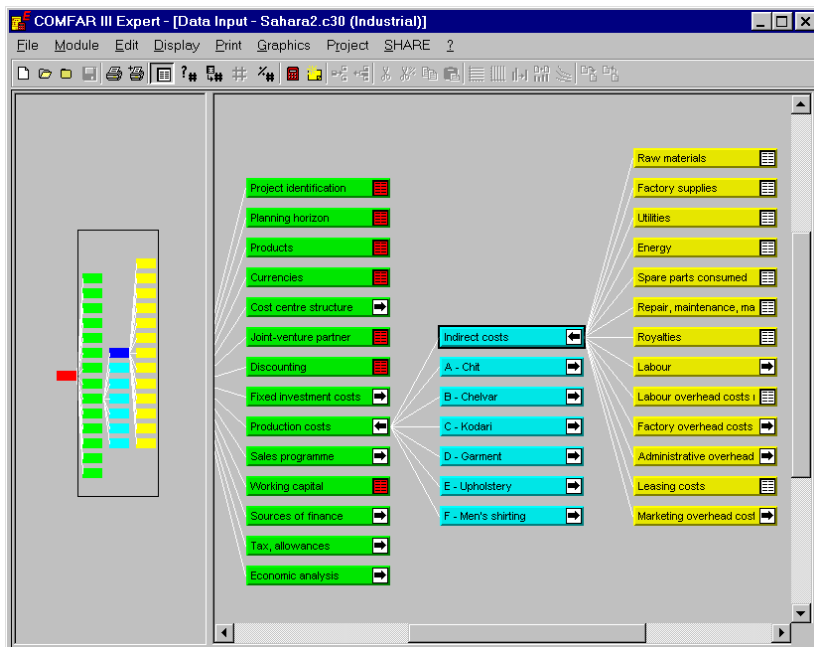 COMFAR III Expert - [Data Input - Sahara2.c30 (Industrial)]
File Module Edit Display Print Graphics Project SHARE ?
Project identification
Planning horizon
Products
Currencies
Cost centre structure
Joint-venture partner
Discounting
Fixed investment costs
Production costs
Sales programme
Working capital
Sources of finance
Tax, allowances
Economic analysis
Indirect costs
A - Chit
B - Chelvar
C - Kodari
D - Garment
E - Upholstery
F - Men's shirting
Raw materials
Factory supplies
Utilities
Energy
Spare parts consumed
Repair, maintenance, ma
Royalties
Labour
Labour overhead costs
Factory overhead costs
Administrative overhead
Leasing costs
Marketing overhead cost